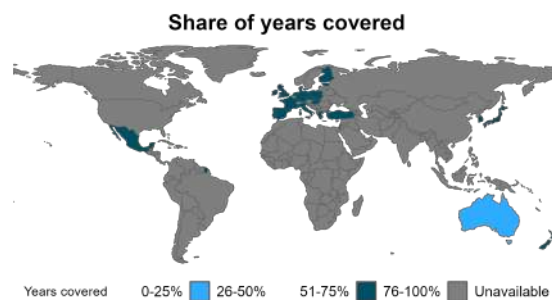 Share of years covered
Years covered 0-25% 26-50% 51-75% 76-100% Unavailable